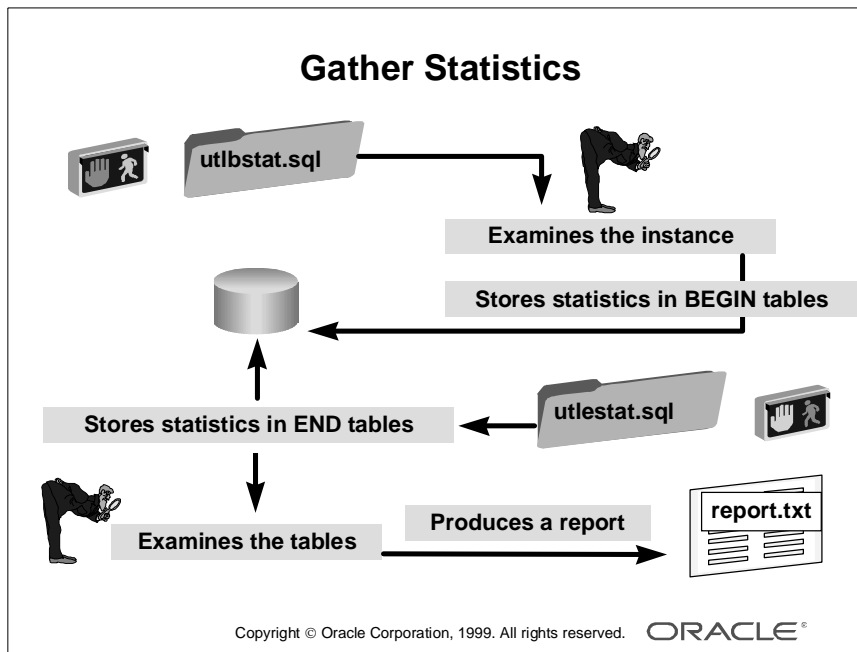 Gather Statistics
utlbstat.sql
Examines the instance
Stores statistics in BEGIN tables
utlestat.sql
Stores statistics in END tables
Produces a report
report.txt
Examines the tables
Copyright © Oracle Corporation, 1999. All rights reserved.
ORACLE®